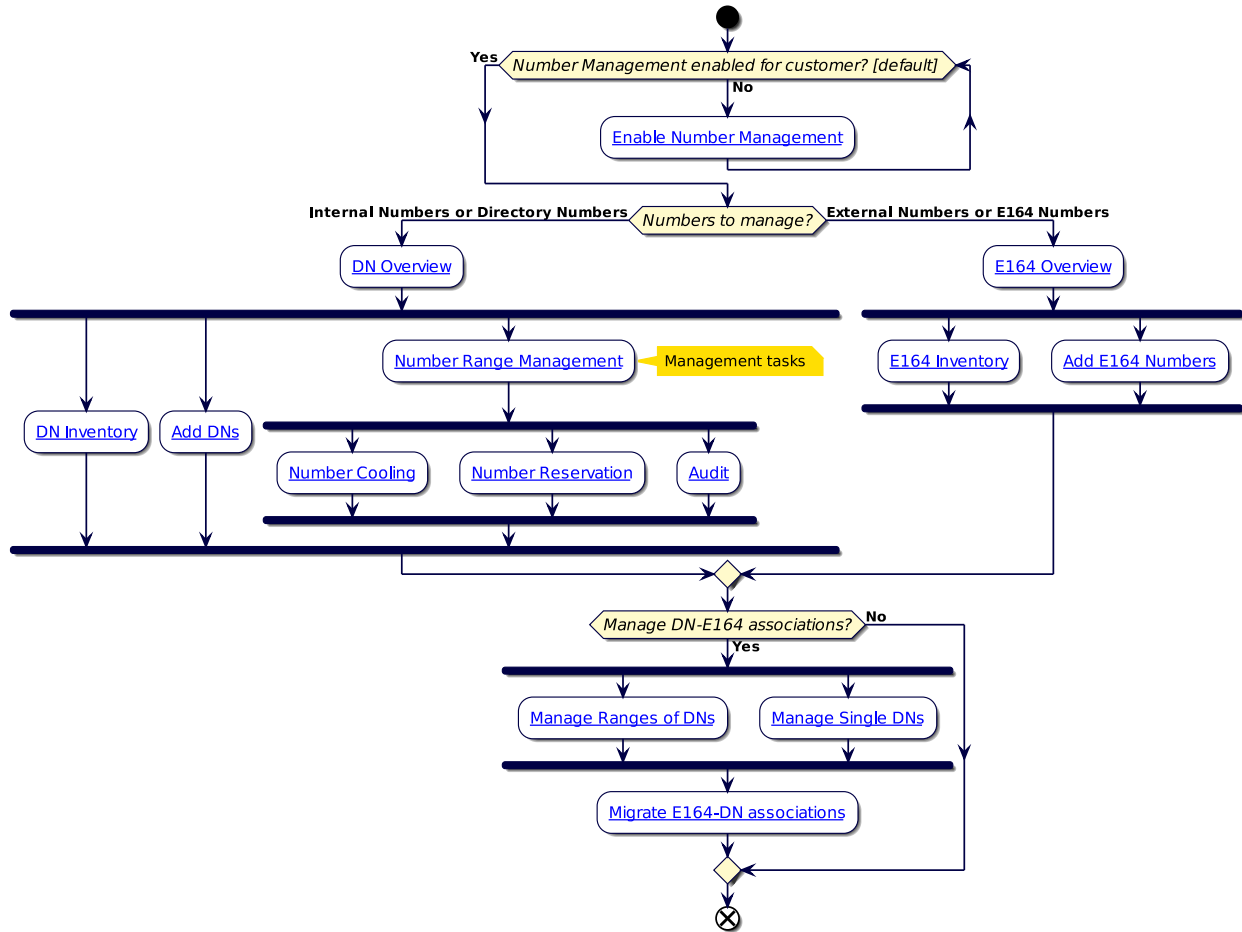 Yes
Number Management enabled for customer? [default]
No
Enable Number Management
Internal Numbers or Directory Numbers
Numbers to manage?
External Numbers or E164 Numbers
DN Overview
E164 Overview
Number Range Management
Management tasks
E164 Inventory
Add E164 Numbers
DN Inventory
Add DNs
Number Cooling
Number Reservation
Audit
Manage DN-E164 associations?
No
Yes
Manage Ranges of DNs
Manage Single DNs
Migrate E164-DN associations